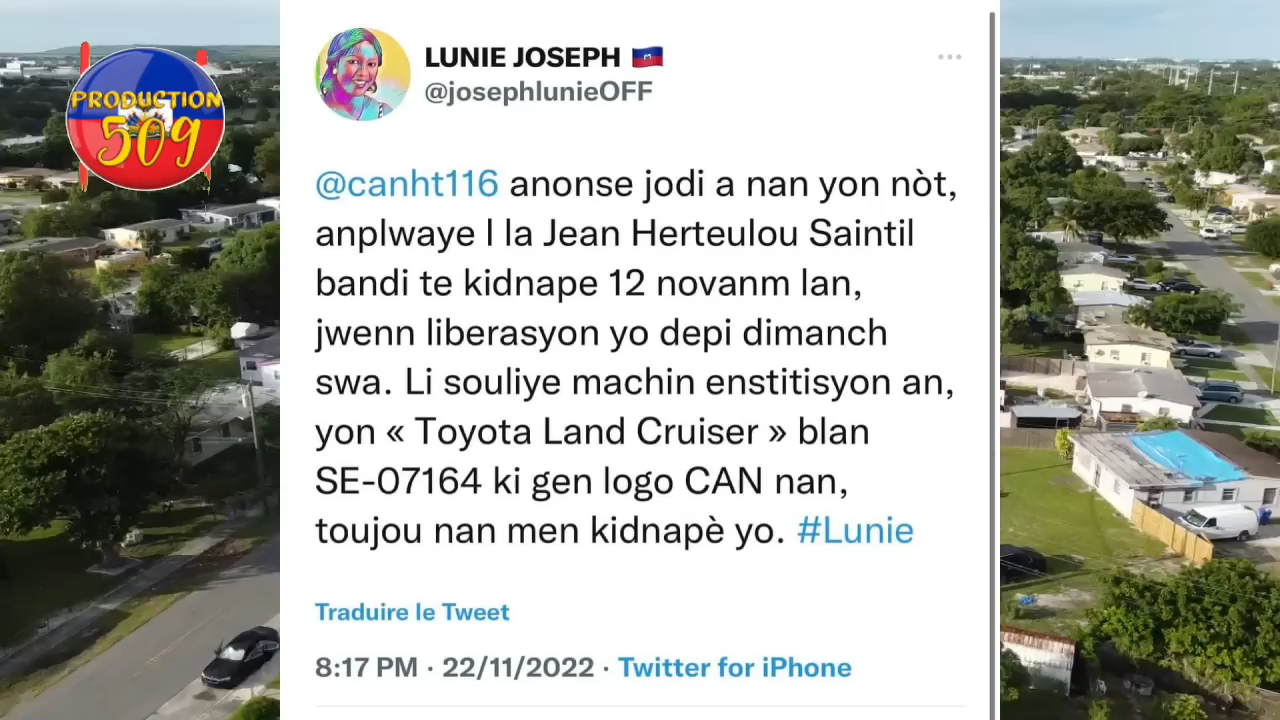 PRODUCTION
509
LUNIE JOSEPH 🇭🇹
@josephlunieOFF
@canht116 anonse jodi a nan yon nòt,
anplwaye l la Jean Herteulou Saintil
bandi te kidnape 12 novanm lan,
jwenn liberasyon yo depi dimanch
swa. Li souliye machin enstitisyon an,
yon « Toyota Land Cruiser » blan
SE-07164 ki gen logo CAN nan,
toujou nan men kidnapè yo. #Lunie
Traduire le Tweet
8:17 PM · 22/11/2022 · Twitter for iPhone